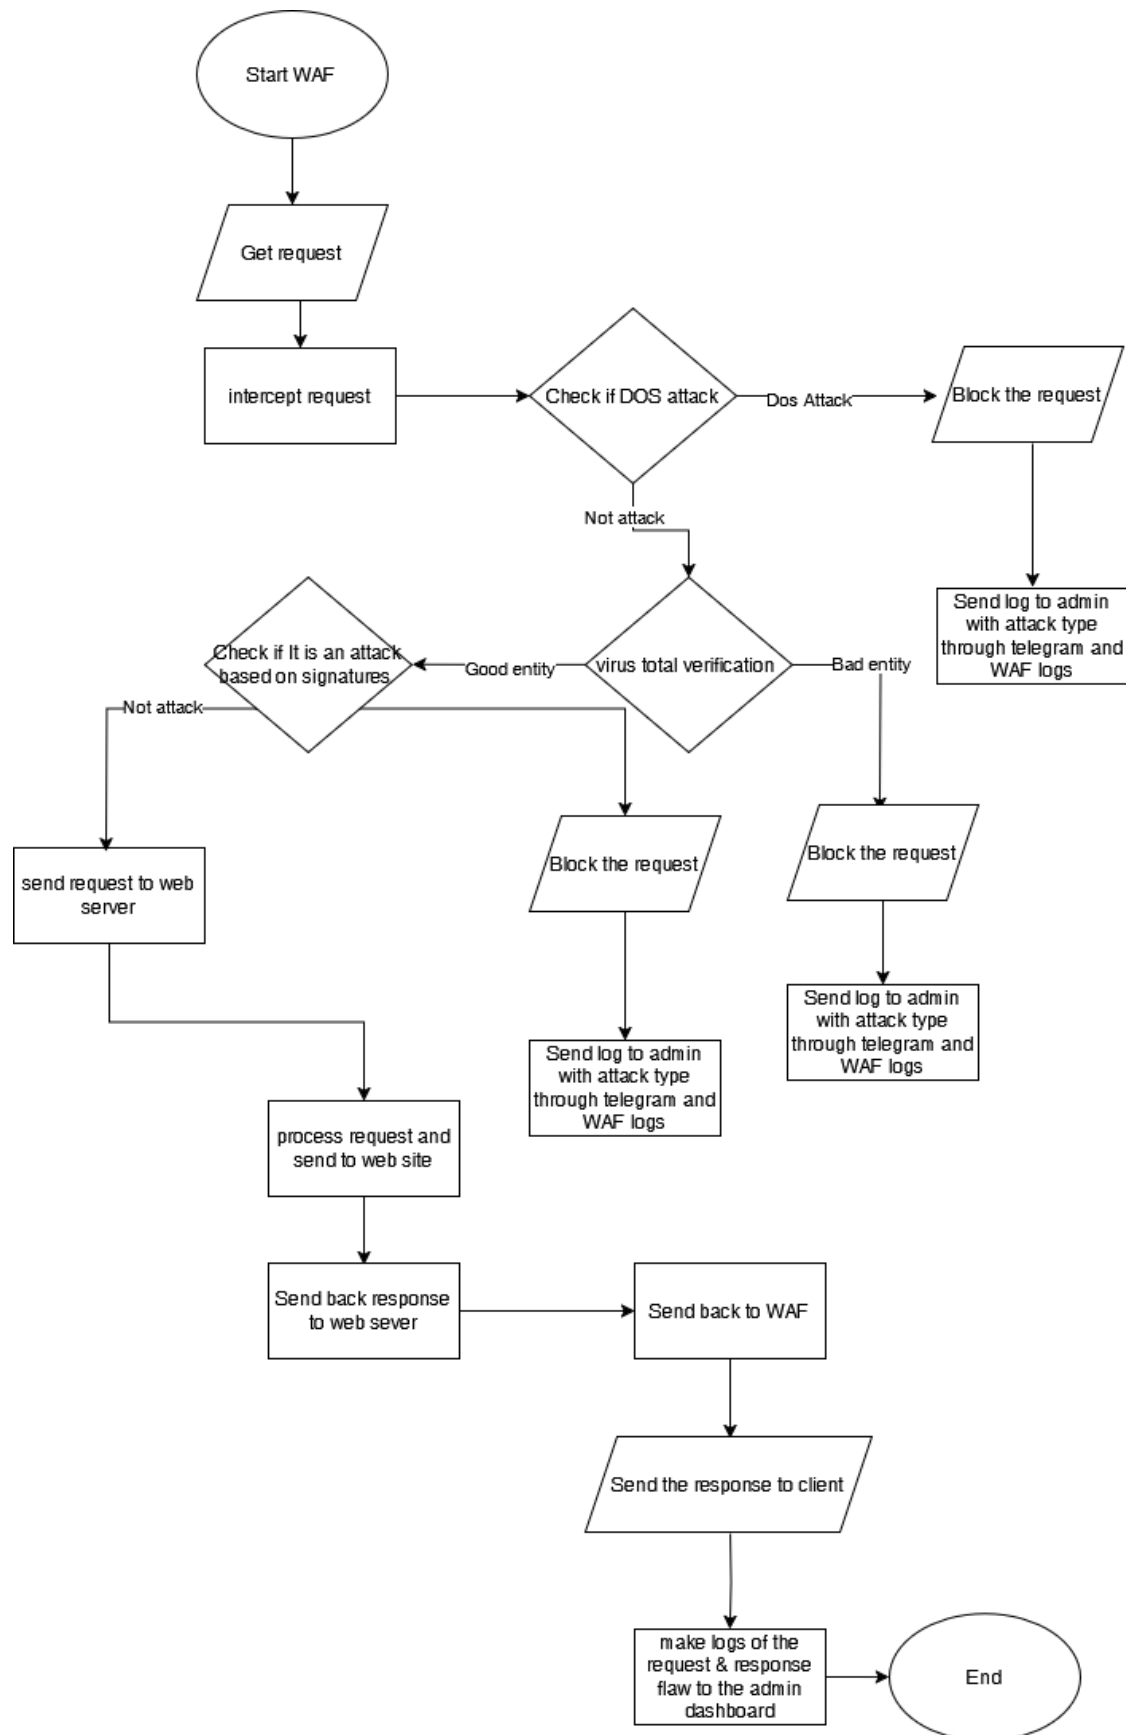 Start WAF
Get request
intercept request
Check if DOS attack
Dos Attack
Block the request
Not attack
Send log to admin
with attack type
through telegram and
WAF logs
Check if It is an attack
based on signatures
Good entity
virus total verification
Bad entity
Not attack
Block the request
Block the request
send request to web
server
Send log to admin
with attack type
through telegram and
WAF logs
Send log to admin
with attack type
through telegram and
WAF logs
process request and
send to web site
Send back response
to web sever
Send back to WAF
Send the response to client
make logs of the
request & response
flaw to the admin
dashboard
End